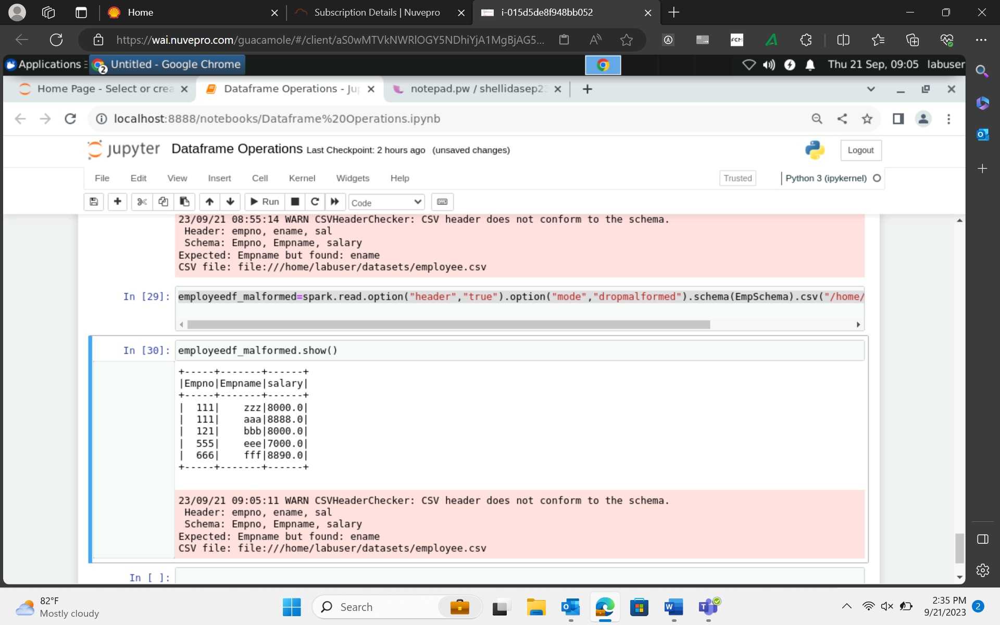 Home
Subscription Details | Nuvepro
i-015d5de8f948bb052
https://wai.nuvepro.com/guacamole/#/client/aS0wMTVkNWRlOGY5NDhiYjA1MgBjAG5...
FCM
Applications
2
Untitled - Google Chrome
Thu 21 Sep, 09:05 labuser
Home Page - Select or crea
Dataframe Operations - Jup
notepad.pw / shellidasep23
localhost:8888/notebooks/Dataframe%20Operations.ipynb
jupyter Dataframe Operations Last Checkpoint: 2 hours ago (unsaved changes)
Logout
File Edit View Insert Cell Kernel Widgets Help
Trusted
Python 3 (ipykernel)
Run
Code
23/09/21 08:55:14 WARN CSVHeaderChecker: CSV header does not conform to the schema.
Header: empno, ename, sal
Schema: Empno, Empname, salary
Expected: Empname but found: ename
CSV file: file:///home/labuser/datasets/employee.csv
In [29]: employeedf_malformed=spark.read.option("header","true").option("mode","dropmalformed").schema(EmpSchema).csv("/home/
In [30]: employeedf_malformed.show()
+-----+-------+------+
|Empno|Empname|salary|
+-----+-------+------+
|  111|    zzz|8000.0|
|  111|    aaa|8888.0|
|  121|    bbb|8000.0|
|  555|    eee|7000.0|
|  666|    fff|8890.0|
+-----+-------+------+
23/09/21 09:05:11 WARN CSVHeaderChecker: CSV header does not conform to the schema.
Header: empno, ename, sal
Schema: Empno, Empname, salary
Expected: Empname but found: ename
CSV file: file:///home/labuser/datasets/employee.csv
In [ ]:
82°F
Mostly cloudy
Search
2:35 PM
9/21/2023
2